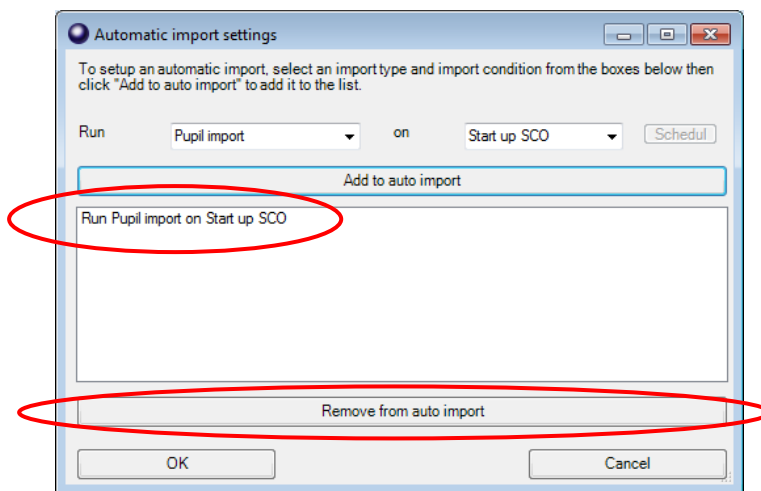 Automatic import settings
To setup an automatic import, select an import type and import condition from the boxes below then
click "Add to auto import" to add it to the list.
Run Pupil import on Start up SCO Schedul
Add to auto import
Run Pupil import on Start up SCO
Remove from auto import
OK Cancel